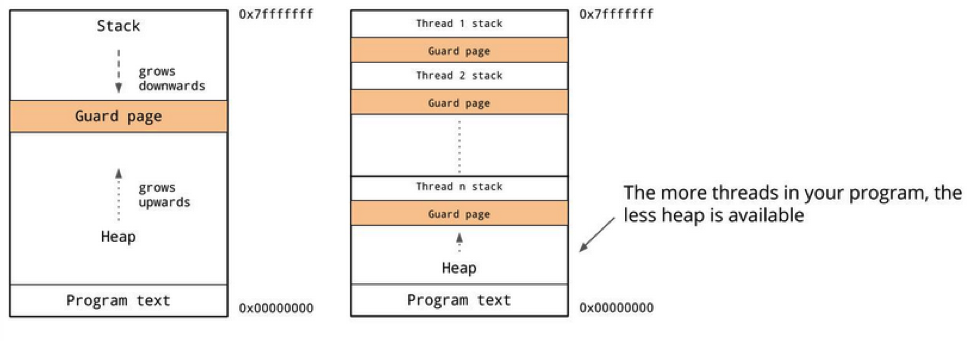 Stack
0x7fffffff
grows
downwards
Guard page
grows
upwards
Heap
Program text
0x00000000
Thread 1 stack
0x7fffffff
Guard page
Thread 2 stack
Guard page
Thread n stack
Guard page
Heap
Program text
0x00000000
The more threads in your program, the
less heap is available